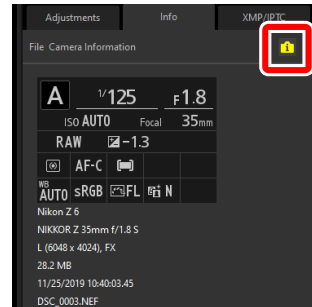 Adjustments Info XMP/IPTC
File Camera Information
A 1/125 F1.8
ISO AUTO Focal 35mm
RAW -1.3
AF-C
WB AUTO sRGB FL N
Nikon Z 6
NIKKOR Z 35mm f/1.8 S
L (6048 x 4024), FX
28.2 MB
11/25/2019 10:40:03.45
DSC_0003.NEF